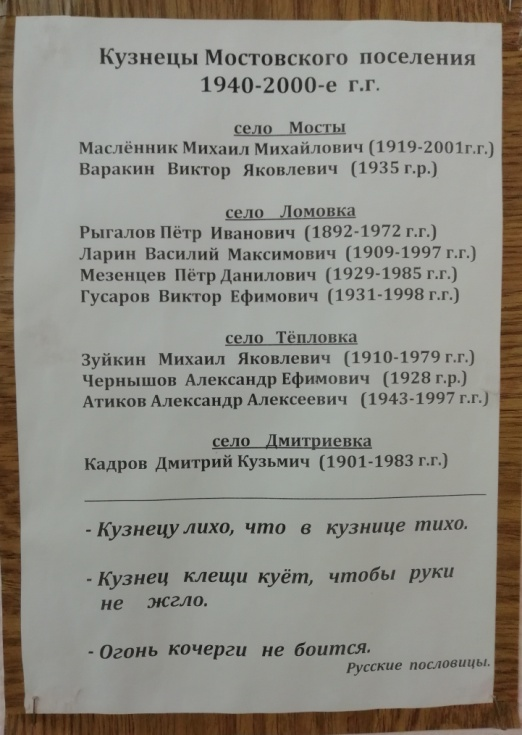 Кузнецы Мостовского поселения
1940-2000-е г.г.
село Мосты
Маслённик Михаил Михайлович (1919-2001г.г.)
Варакин Виктор Яковлевич (1935 г.р.)
село Ломовка
Рыгалов Пётр Иванович (1892-1972 г.г.)
Ларин Василий Максимович (1909-1997 г.г.)
Мезенцев Пётр Данилович (1929-1985 г.г.)
Гусаров Виктор Ефимович (1931-1998 г.г.)
село Тёпловка
Зуйкин Михаил Яковлевич (1910-1979 г.г.)
Чернышов Александр Ефимович (1928 г.р.)
Атиков Александр Алексеевич (1943-1997 г.г.)
село Дмитриевка
Кадров Дмитрий Кузьмич (1901-1983 г.г.)
- Кузнецу лихо, что в кузнице тихо.
- Кузнец клещи куёт, чтобы руки
не жгло.
- Огонь кочерги не боится.
Русские пословицы.